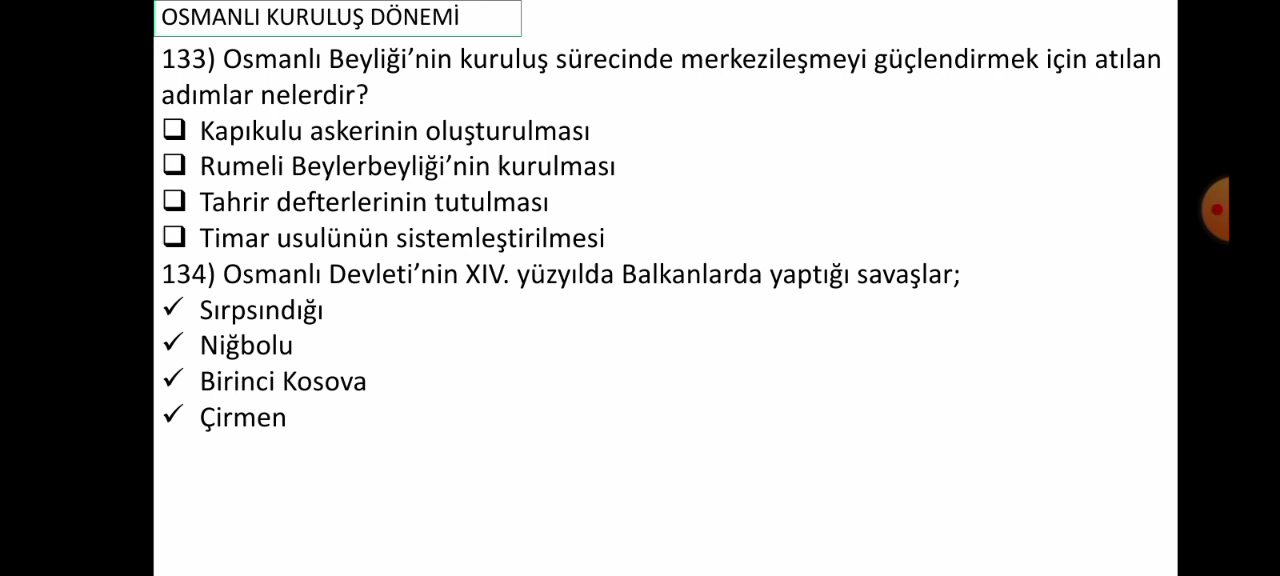 OSMANLI KURULUŞ DÖNEMİ
133) Osmanlı Beyliği’nin kuruluş sürecinde merkezileşmeyi güçlendirmek için atılan
adımlar nelerdir?
❑ Kapıkulu askerinin oluşturulması
❑ Rumeli Beylerbeyliği’nin kurulması
❑ Tahrir defterlerinin tutulması
❑ Timar usulünün sistemleştirilmesi
134) Osmanlı Devleti’nin XIV. yüzyılda Balkanlarda yaptığı savaşlar;
✓ Sırpsındığı
✓ Niğbolu
✓ Birinci Kosova
✓ Çirmen